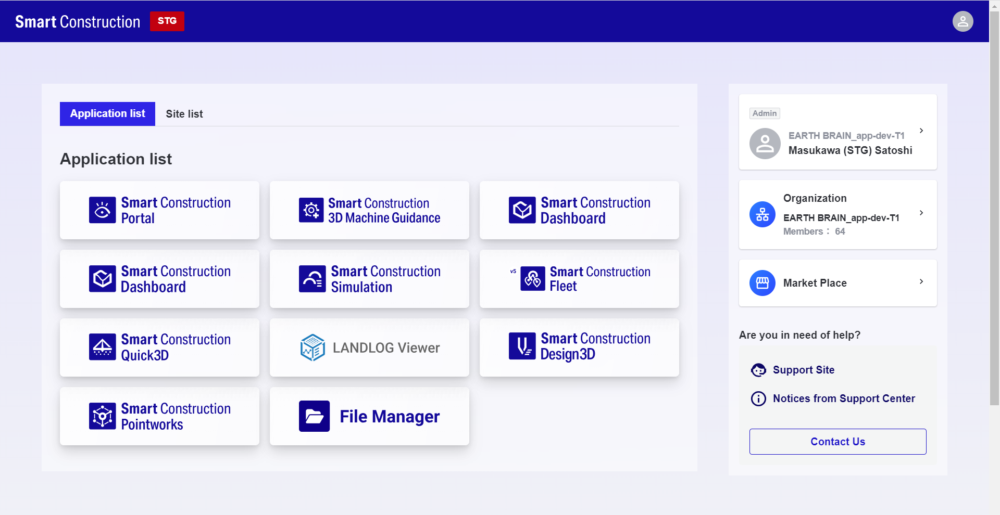 Smart Construction STG
Application list Site list
Application list
Smart Construction
Portal
Smart Construction
3D Machine Guidance
Smart Construction
Dashboard
Smart Construction
Dashboard
Smart Construction
Simulation
v5 Smart Construction
Fleet
Smart Construction
Quick3D
LANDLOG Viewer
Smart Construction
Design3D
Smart Construction
Pointworks
File Manager
Admin
EARTH BRAIN_app-dev-T1
Masukawa (STG) Satoshi
Organization
EARTH BRAIN_app-dev-T1
Members： 64
Market Place
Are you in need of help?
Support Site
Notices from Support Center
Contact Us